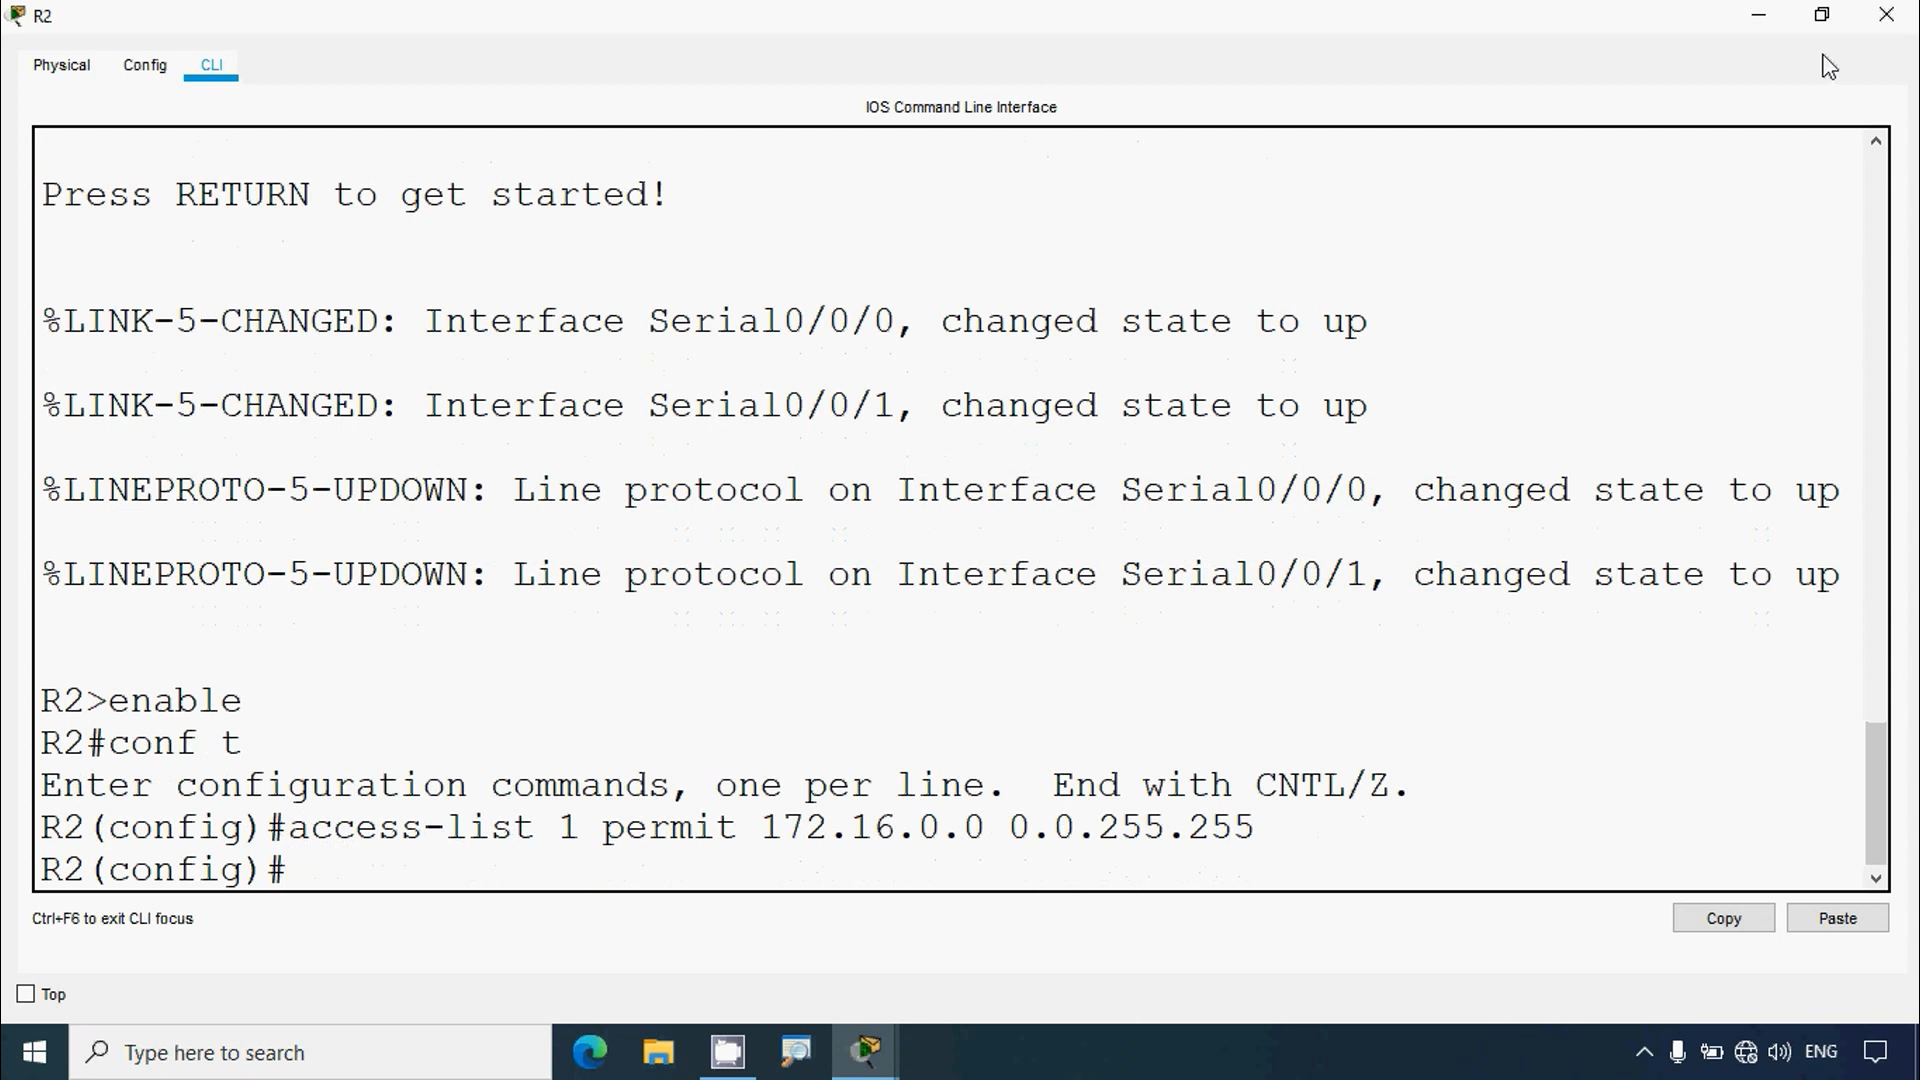 R2
Physical Config CLI
IOS Command Line Interface
Press RETURN to get started!
%LINK-5-CHANGED: Interface Serial0/0/0, changed state to up
%LINK-5-CHANGED: Interface Serial0/0/1, changed state to up
%LINEPROTO-5-UPDOWN: Line protocol on Interface Serial0/0/0, changed state to up
%LINEPROTO-5-UPDOWN: Line protocol on Interface Serial0/0/1, changed state to up
R2>enable
R2#conf t
Enter configuration commands, one per line.  End with CNTL/Z.
R2(config)#access-list 1 permit 172.16.0.0 0.0.255.255
R2(config)#
Ctrl+F6 to exit CLI focus
Copy Paste
Top
Type here to search
ENG